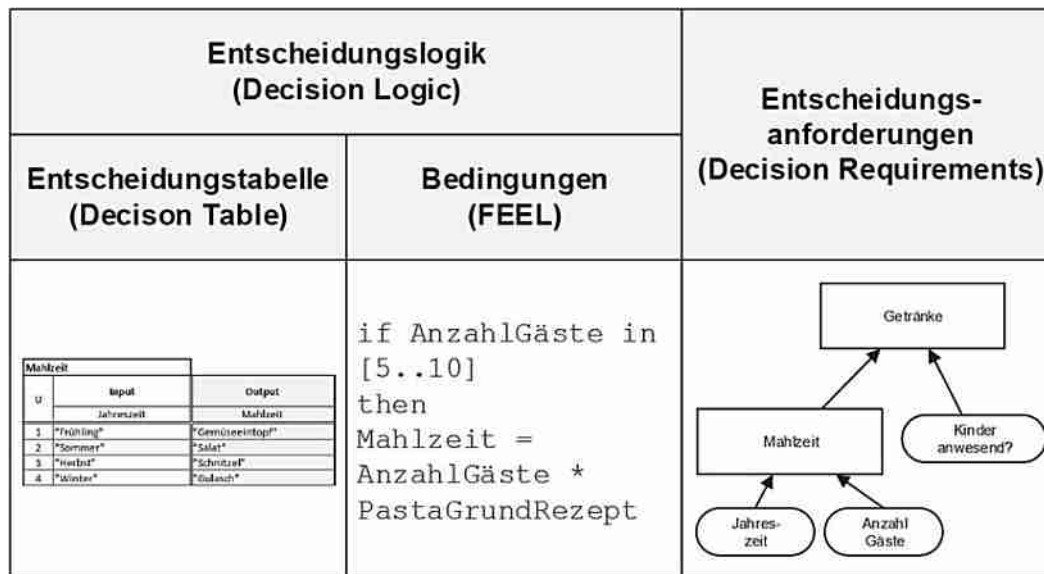 Entscheidungslogik
(Decision Logic)
Entscheidungs-
anforderungen
(Decision Requirements)
Entscheidungstabelle
(Decison Table)
Bedingungen
(FEEL)
Mahlzeit
U
Input
Output
Jahreszeit
Mahlzeit
1 "Frühling" "Gemüseeintopf"
2 "Sommer" "Salat"
3 "Herbst" "Schnitzel"
4 "Winter" "Gulasch"
if AnzahlGäste in
[5..10]
then
Mahlzeit =
AnzahlGäste *
PastaGrundRezept
Getränke
Mahlzeit
Kinder
anwesend?
Jahres-
zeit
Anzahl
Gäste